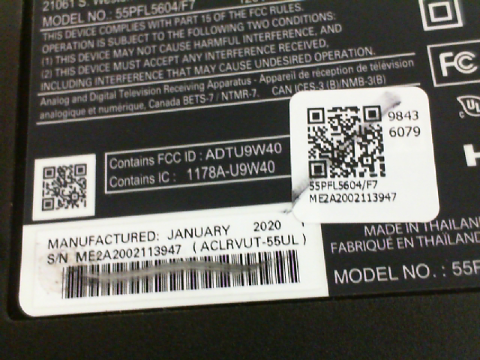 21061 S. Weste
MODEL NO. : 55PFL5604/F7
THIS DEVICE COMPLIES WITH PART 15 OF THE FCC RULES.
OPERATION IS SUBJECT TO THE FOLLOWING TWO CONDITIONS:
(1) THIS DEVICE MAY NOT CAUSE HARMFUL INTERFERENCE, AND
(2) THIS DEVICE MUST ACCEPT ANY INTERFERENCE RECEIVED,
INCLUDING INTERFERENCE THAT MAY CAUSE UNDESIRED OPERATION.
Analog and Digital Television Receiving Apparatus - Appareil de réception de télévision
analogique et numérique, Canada BETS-7 / NTMR-7. CAN ICES-3 (B)/NMB-3(B)
FC
UL
Contains FCC ID : ADTU9W40
Contains IC : 1178A-U9W40
9843
6079
55PFL5604/F7
ME2A2002113947
MANUFACTURED: JANUARY 2020
S/N ME2A2002113947 (ACLRVUT-55UL)
MADE IN THAILAN
FABRIQUÉ EN THAÏLAN
MODEL NO. : 55P